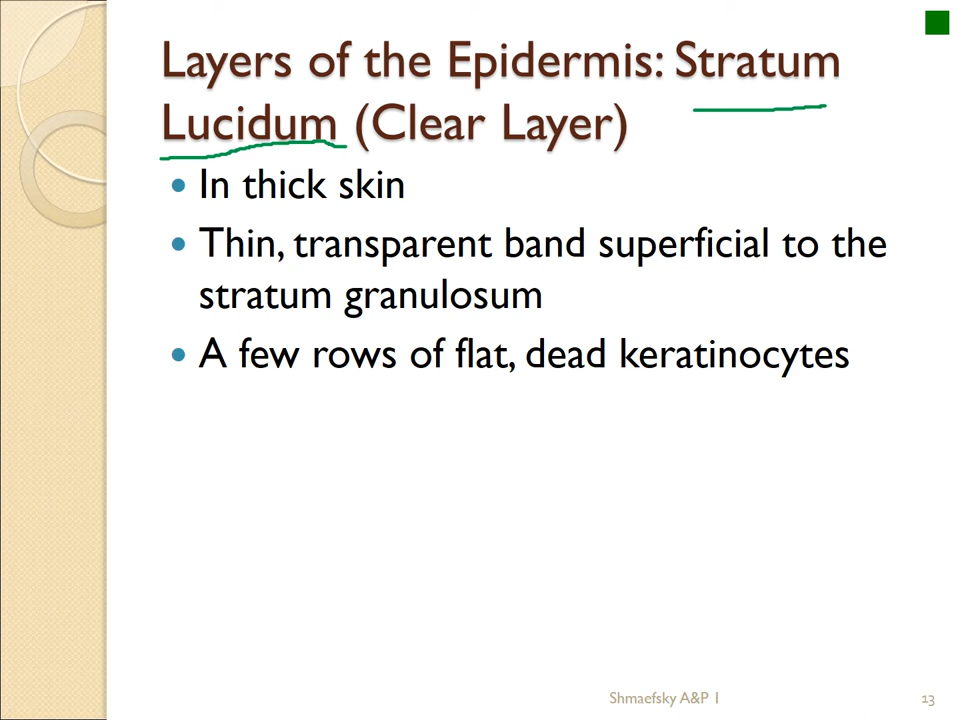 Layers of the Epidermis: Stratum
Lucidum (Clear Layer)
• In thick skin
• Thin, transparent band superficial to the
stratum granulosum
• A few rows of flat, dead keratinocytes
Shmaefsky A&P 1
13